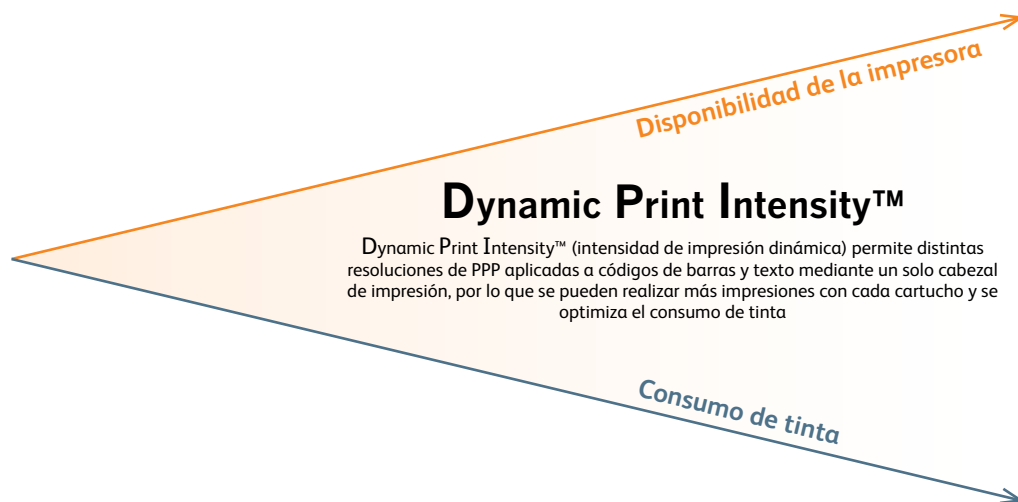 Disponibilidad de la impresora
Dynamic Print Intensity™
Dynamic Print Intensity™ (intensidad de impresión dinámica) permite distintas
resoluciones de PPP aplicadas a códigos de barras y texto mediante un solo cabezal
de impresión, por lo que se pueden realizar más impresiones con cada cartucho y se
optimiza el consumo de tinta
Consumo de tinta